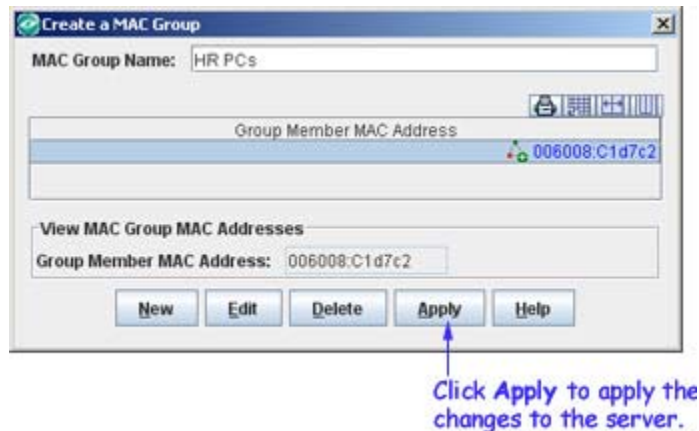 Create a MAC Group
MAC Group Name: HR PCs
Group Member MAC Address
006008:C1d7c2
View MAC Group MAC Addresses
Group Member MAC Address: 006008:C1d7c2
New Edit Delete Apply Help
Click Apply to apply the
changes to the server.